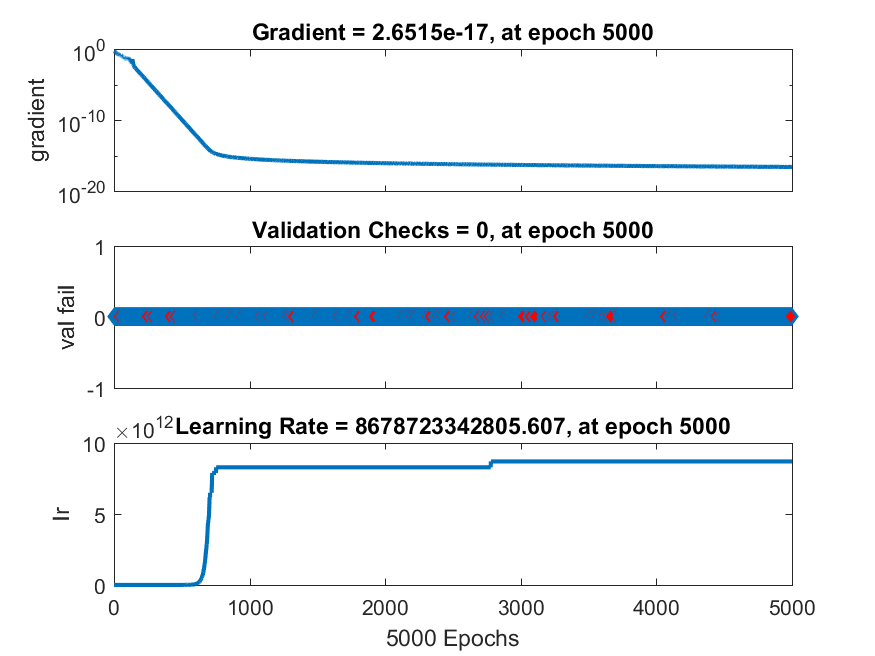 Gradient = 2.6515e-17, at epoch 5000
10^0
10^-10
10^-20
gradient
Validation Checks = 0, at epoch 5000
1
0
-1
val fail
×10^12
Learning Rate = 8678723342805.607, at epoch 5000
10
5
0
lr
0 1000 2000 3000 4000 5000
5000 Epochs